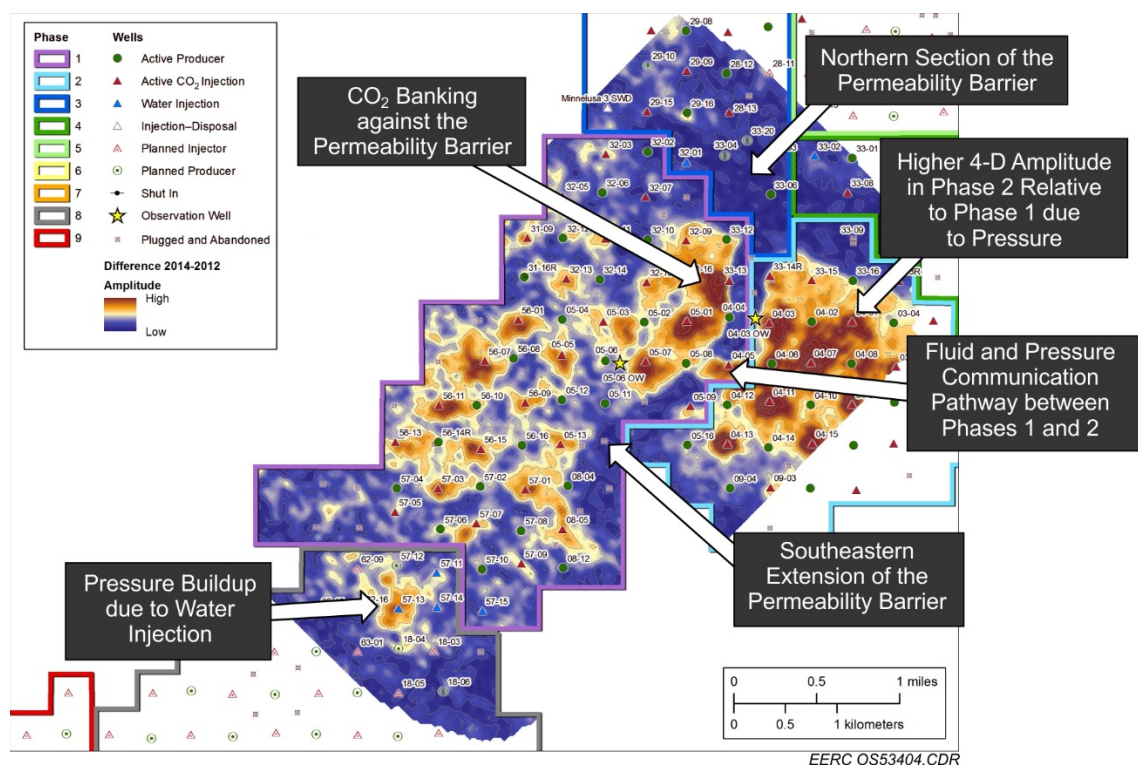 Phase Wells
1 Active Producer
2 Active CO₂ Injection
3 Water Injection
4 Injection–Disposal
5 Planned Injector
6 Planned Producer
7 Shut In
8 Observation Well
9 Plugged and Abandoned
Difference 2014-2012
Amplitude
High
Low
CO₂ Banking
against the
Permeability Barrier
Northern Section of the
Permeability Barrier
Higher 4-D Amplitude
in Phase 2 Relative
to Phase 1 due
to Pressure
Fluid and Pressure
Communication
Pathway between
Phases 1 and 2
Southeastern
Extension of the
Permeability Barrier
Pressure Buildup
due to Water
Injection
29-08
29-10
29-09 28-12 28-11
Minnelusa 3 SWD
29-15 29-16 28-13
33-20
32-03 32-02 32-01 33-04 33-02 33-01
32-05 32-06 32-07 33-06 33-08
31-09 32-12 32-10 32-09 33-12 33-09
31-16R 32-13 32-14 33-13 33-14R 33-15 33-16
56-01 05-04 05-03 05-02 05-01 04-04 04-03 04-02 03-04
04-03 OW
56-07 56-08 05-05 05-06 05-07 05-08 04-05 04-06 04-07 04-08
05-06 OW
56-11 56-10 56-09 05-12 05-11 05-09 04-12 04-11 04-10
56-13 56-14R 56-15 56-16 05-13 05-16 04-13 04-14 04-15
57-04 57-03 57-02 57-01 08-04 09-04 09-03
57-05 57-06 57-07 57-08 08-05
62-09 57-12 57-11 57-10 57-09 08-12
57-13 57-14 57-15
63-01 18-04 18-03
18-05 18-06
0 0.5 1 miles
0 0.5 1 kilometers
EERC OS53404.CDR